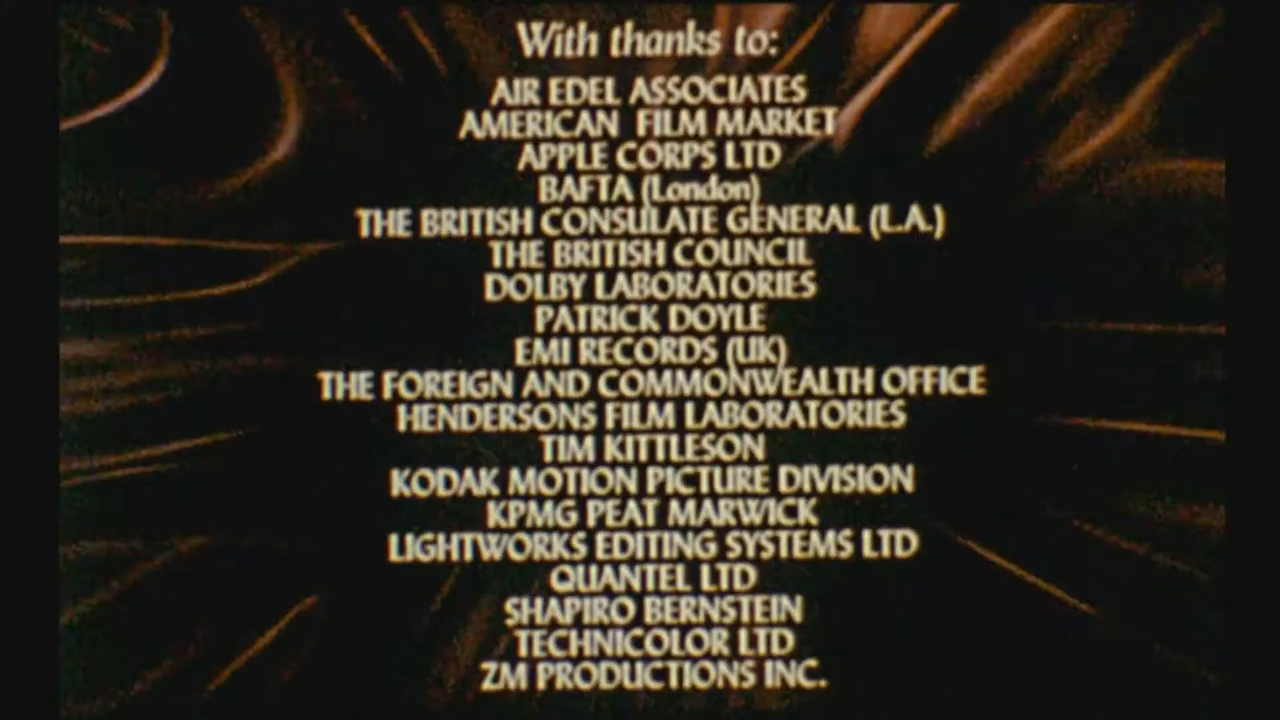 With thanks to:
AIR EDEL ASSOCIATES
AMERICAN FILM MARKET
APPLE CORPS LTD
BAFTA (London)
THE BRITISH CONSULATE GENERAL (L.A.)
THE BRITISH COUNCIL
DOLBY LABORATORIES
PATRICK DOYLE
EMI RECORDS (UK)
THE FOREIGN AND COMMONWEALTH OFFICE
HENDERSONS FILM LABORATORIES
TIM KITTLESON
KODAK MOTION PICTURE DIVISION
KPMG PEAT MARWICK
LIGHTWORKS EDITING SYSTEMS LTD
QUANTEL LTD
SHAPIRO BERNSTEIN
TECHNICOLOR LTD
ZM PRODUCTIONS INC.